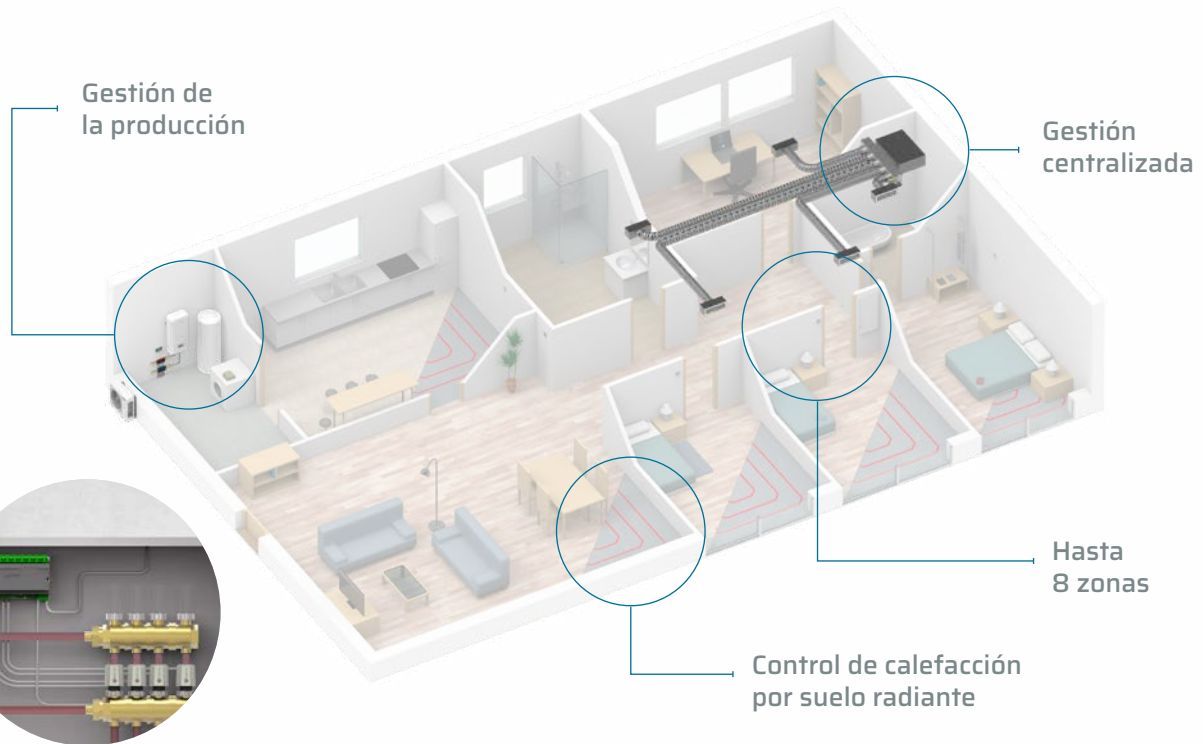 Gestión de
la producción
Gestión
centralizada
Hasta
8 zonas
Control de calefacción
por suelo radiante